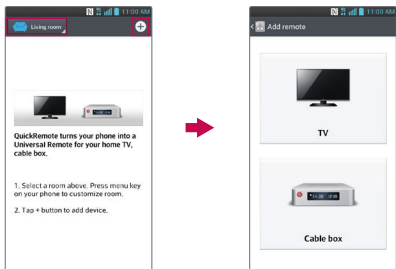 11:00 AM
Living room
QuickRemote turns your phone into a
Universal Remote for your home TV,
cable box.
1. Select a room above. Press menu key
on your phone to customize room.
2. Tap + button to add device.
11:00 AM
Add remote
TV
Cable box